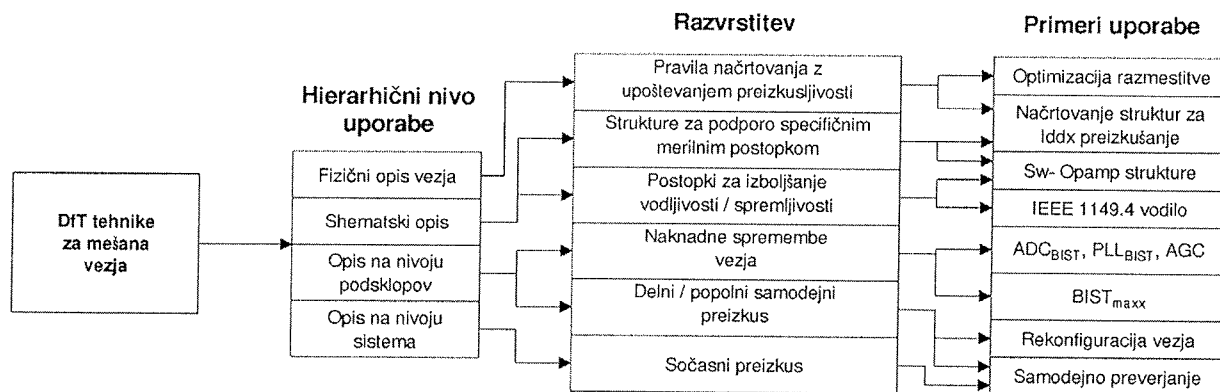 DfT tehnike
za mešana
vezja
Hierarhični nivo
uporabe
Fizični opis vezja
Shematski opis
Opis na nivoju
podsklopov
Opis na nivoju
sistema
Razvrstitev
Pravila načrtovanja z
upoštevanjem preizkusljivosti
Strukture za podporo specifičnim
merilnim postopkom
Postopki za izboljšanje
vodljivosti / spremljivosti
Naknadne spremembe
vezja
Delni / popolni samodejni
preizkus
Sočasni preizkus
Primeri uporabe
Optimizacija razmestitve
Načrtovanje struktur za
Iddx preizkušanje
Sw- Opamp strukture
IEEE 1149.4 vodilo
ADC_BIST, PLL_BIST, AGC
BIST_maxx
Rekonfiguracija vezja
Samodejno preverjanje